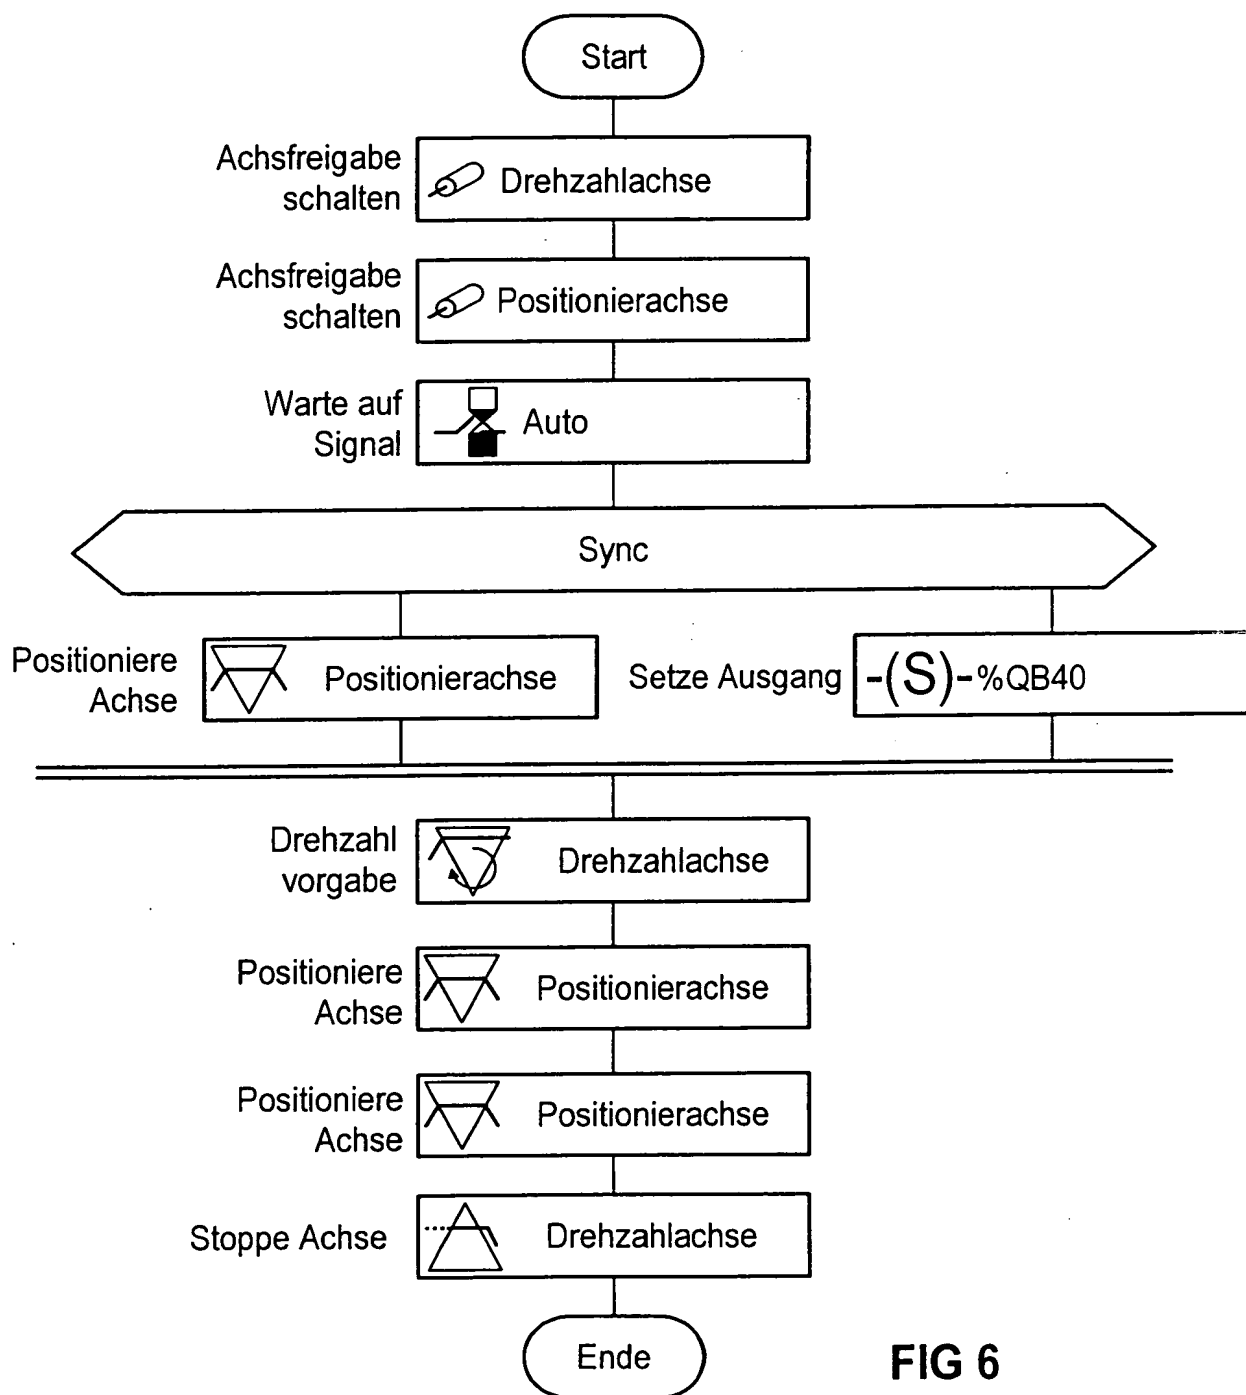 Start
Achsfreigabe
schalten
Drehzahlachse
Achsfreigabe
schalten
Positionierachse
Warte auf
Signal
Auto
Sync
Positioniere
Achse
Positionierachse
Setze Ausgang
-(S)-%QB40
Drehzahl
vorgabe
Drehzahlachse
Positioniere
Achse
Positionierachse
Positioniere
Achse
Positionierachse
Stoppe Achse
Drehzahlachse
Ende
FIG 6